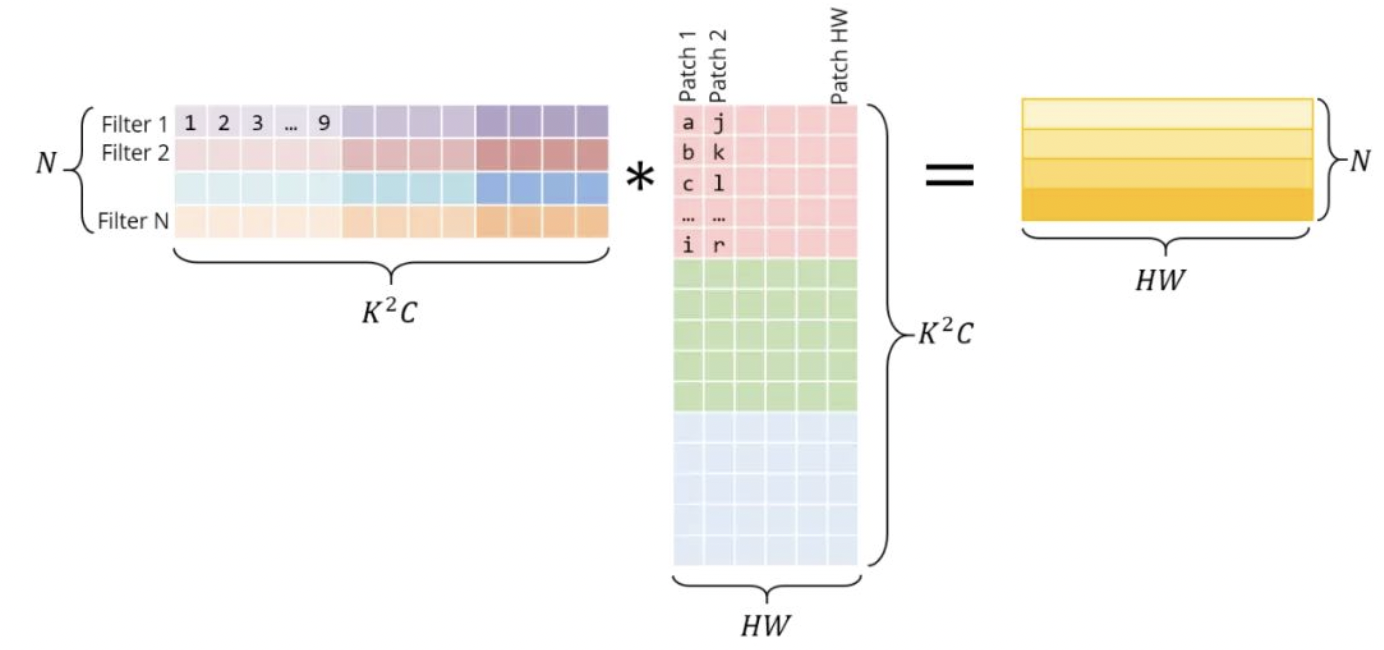 Patch 1
Patch 2
Patch HW
N
Filter 1
1 2 3 … 9
Filter 2
Filter N
K²C
*
a j
b k
c l
… …
i r
K²C
HW
=
N
HW